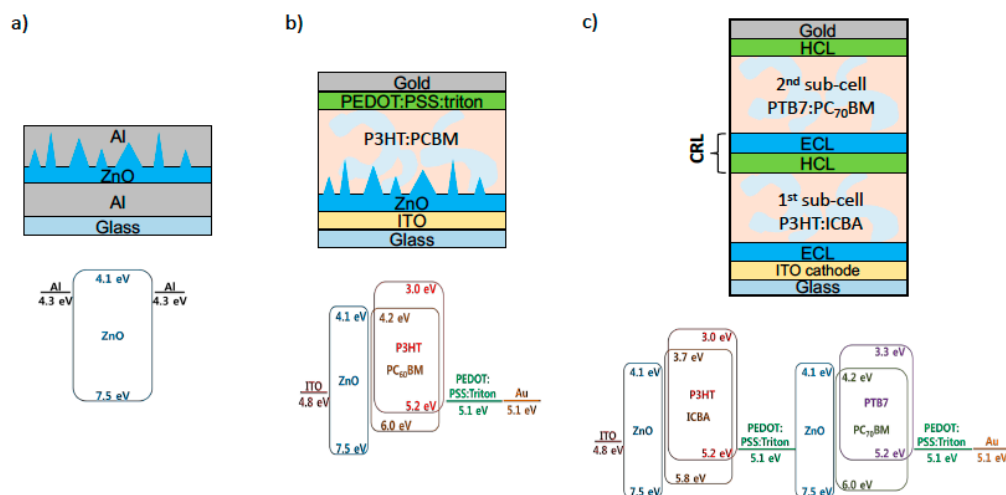 a)
Al
ZnO
Al
Glass
4.1 eV
Al
4.3 eV
Al
4.3 eV
ZnO
7.5 eV
b)
Gold
PEDOT:PSS:triton
P3HT:PCBM
ZnO
ITO
Glass
3.0 eV
4.1 eV
4.2 eV
P3HT
ZnO
PC₆₀BM
ITO
4.8 eV
PEDOT:
PSS:Triton
5.1 eV
Au
5.1 eV
5.2 eV
6.0 eV
7.5 eV
c)
Gold
HCL
2nd sub-cell
PTB7:PC₇₀BM
CRL
ECL
HCL
1st sub-cell
P3HT:ICBA
ECL
ITO cathode
Glass
3.0 eV
3.7 eV
4.1 eV
P3HT
ICBA
ZnO
ITO
4.8 eV
5.2 eV
5.8 eV
7.5 eV
PEDOT:
PSS:Triton
5.1 eV
3.3 eV
4.1 eV
4.2 eV
PTB7
ZnO
PC₇₀BM
5.2 eV
6.0 eV
7.5 eV
PEDOT:
PSS:Triton
5.1 eV
Au
5.1 eV